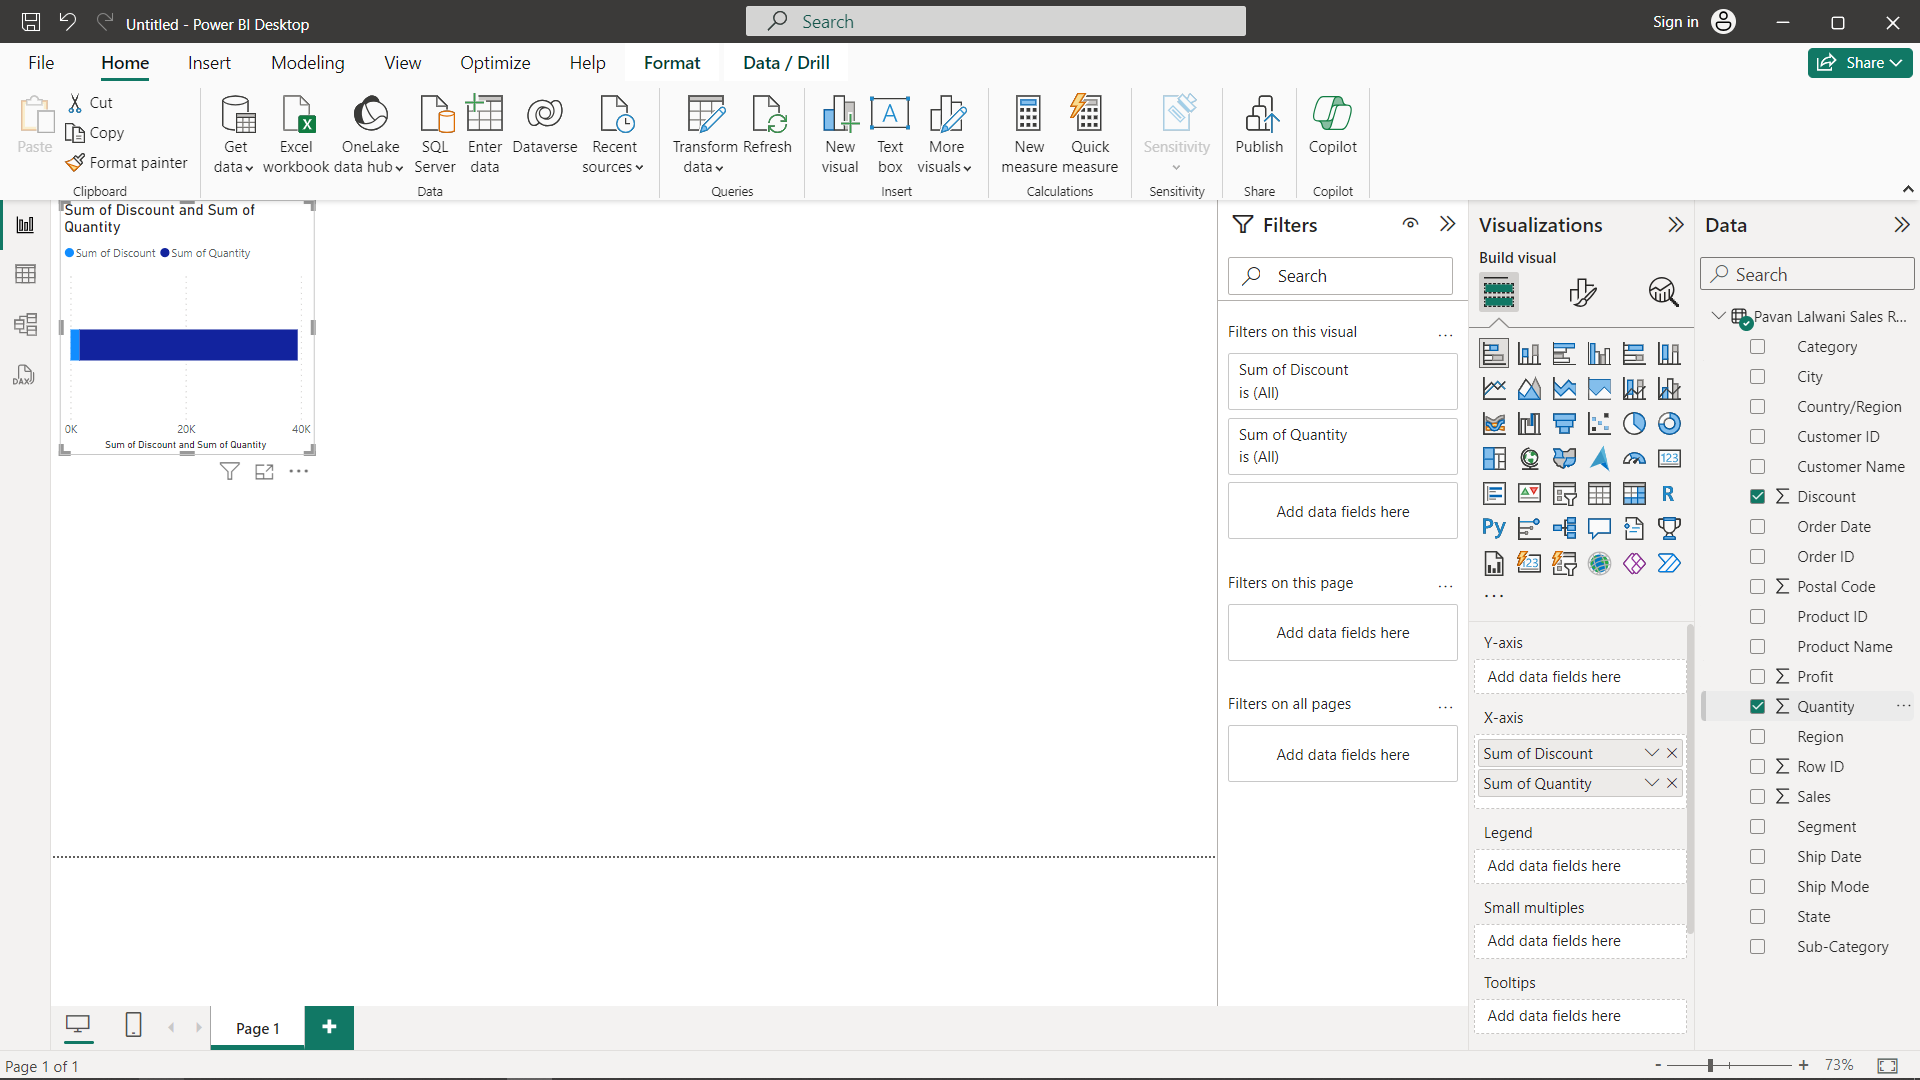 Untitled - Power BI Desktop
Search
Sign in
File
Home
Insert
Modeling
View
Optimize
Help
Format
Data / Drill
Share
Paste
Cut
Copy
Format painter
Clipboard
Get data
Excel workbook
OneLake data hub
SQL Server
Enter data
Dataverse
Recent sources
Data
Transform data
Refresh
Queries
New visual
Text box
More visuals
Insert
New measure
Quick measure
Calculations
Sensitivity
Sensitivity
Publish
Share
Copilot
Copilot
Sum of Discount and Sum of
Quantity
Sum of Discount
Sum of Quantity
0K
20K
40K
Sum of Discount and Sum of Quantity
Filters
Search
Filters on this visual
Sum of Discount
is (All)
Sum of Quantity
is (All)
Add data fields here
Filters on this page
Add data fields here
Filters on all pages
Add data fields here
Visualizations
Build visual
123
R
Py
123
Y-axis
Add data fields here
X-axis
Sum of Discount
Sum of Quantity
Legend
Add data fields here
Small multiples
Add data fields here
Tooltips
Add data fields here
Data
Search
Pavan Lalwani Sales R...
Category
City
Country/Region
Customer ID
Customer Name
Discount
Order Date
Order ID
Postal Code
Product ID
Product Name
Profit
Quantity
Region
Row ID
Sales
Segment
Ship Date
Ship Mode
State
Sub-Category
DAX
Page 1
Page 1 of 1
73%